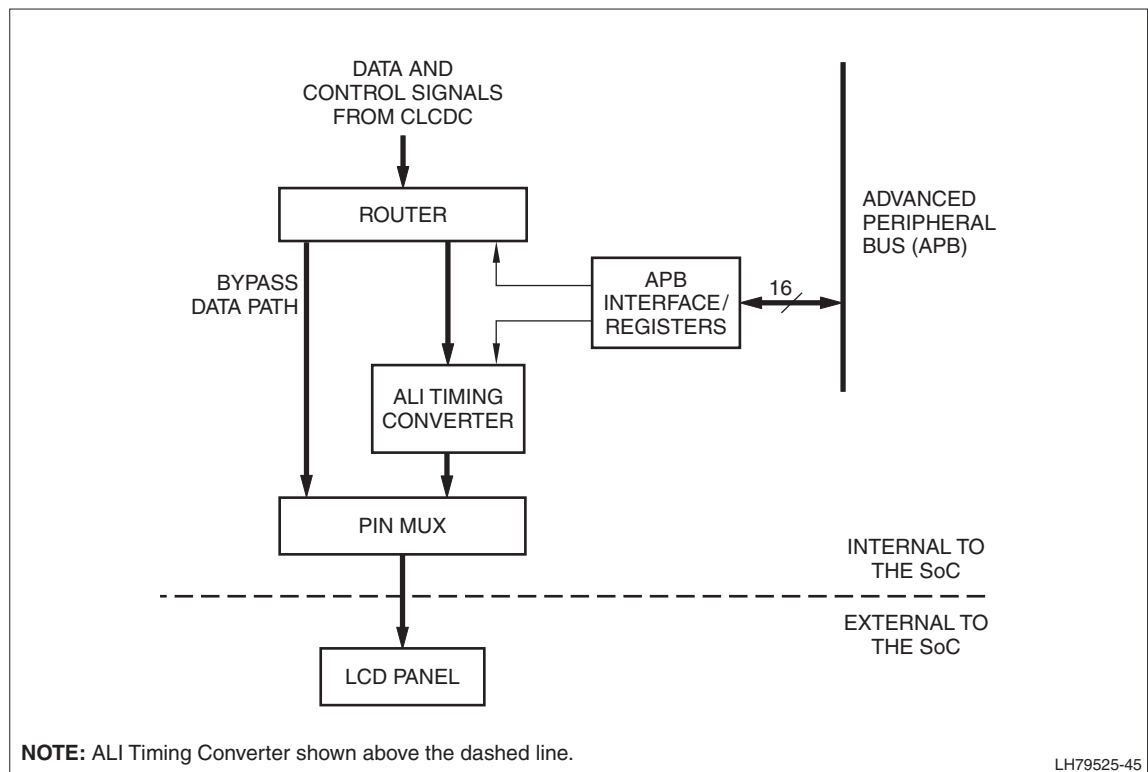 DATA AND
CONTROL SIGNALS
FROM CLCDC
ROUTER
BYPASS
DATA PATH
APB
INTERFACE/
REGISTERS
16
ADVANCED
PERIPHERAL
BUS (APB)
ALI TIMING
CONVERTER
PIN MUX
INTERNAL TO
THE SoC
EXTERNAL TO
THE SoC
LCD PANEL
NOTE: ALI Timing Converter shown above the dashed line.
LH79525-45